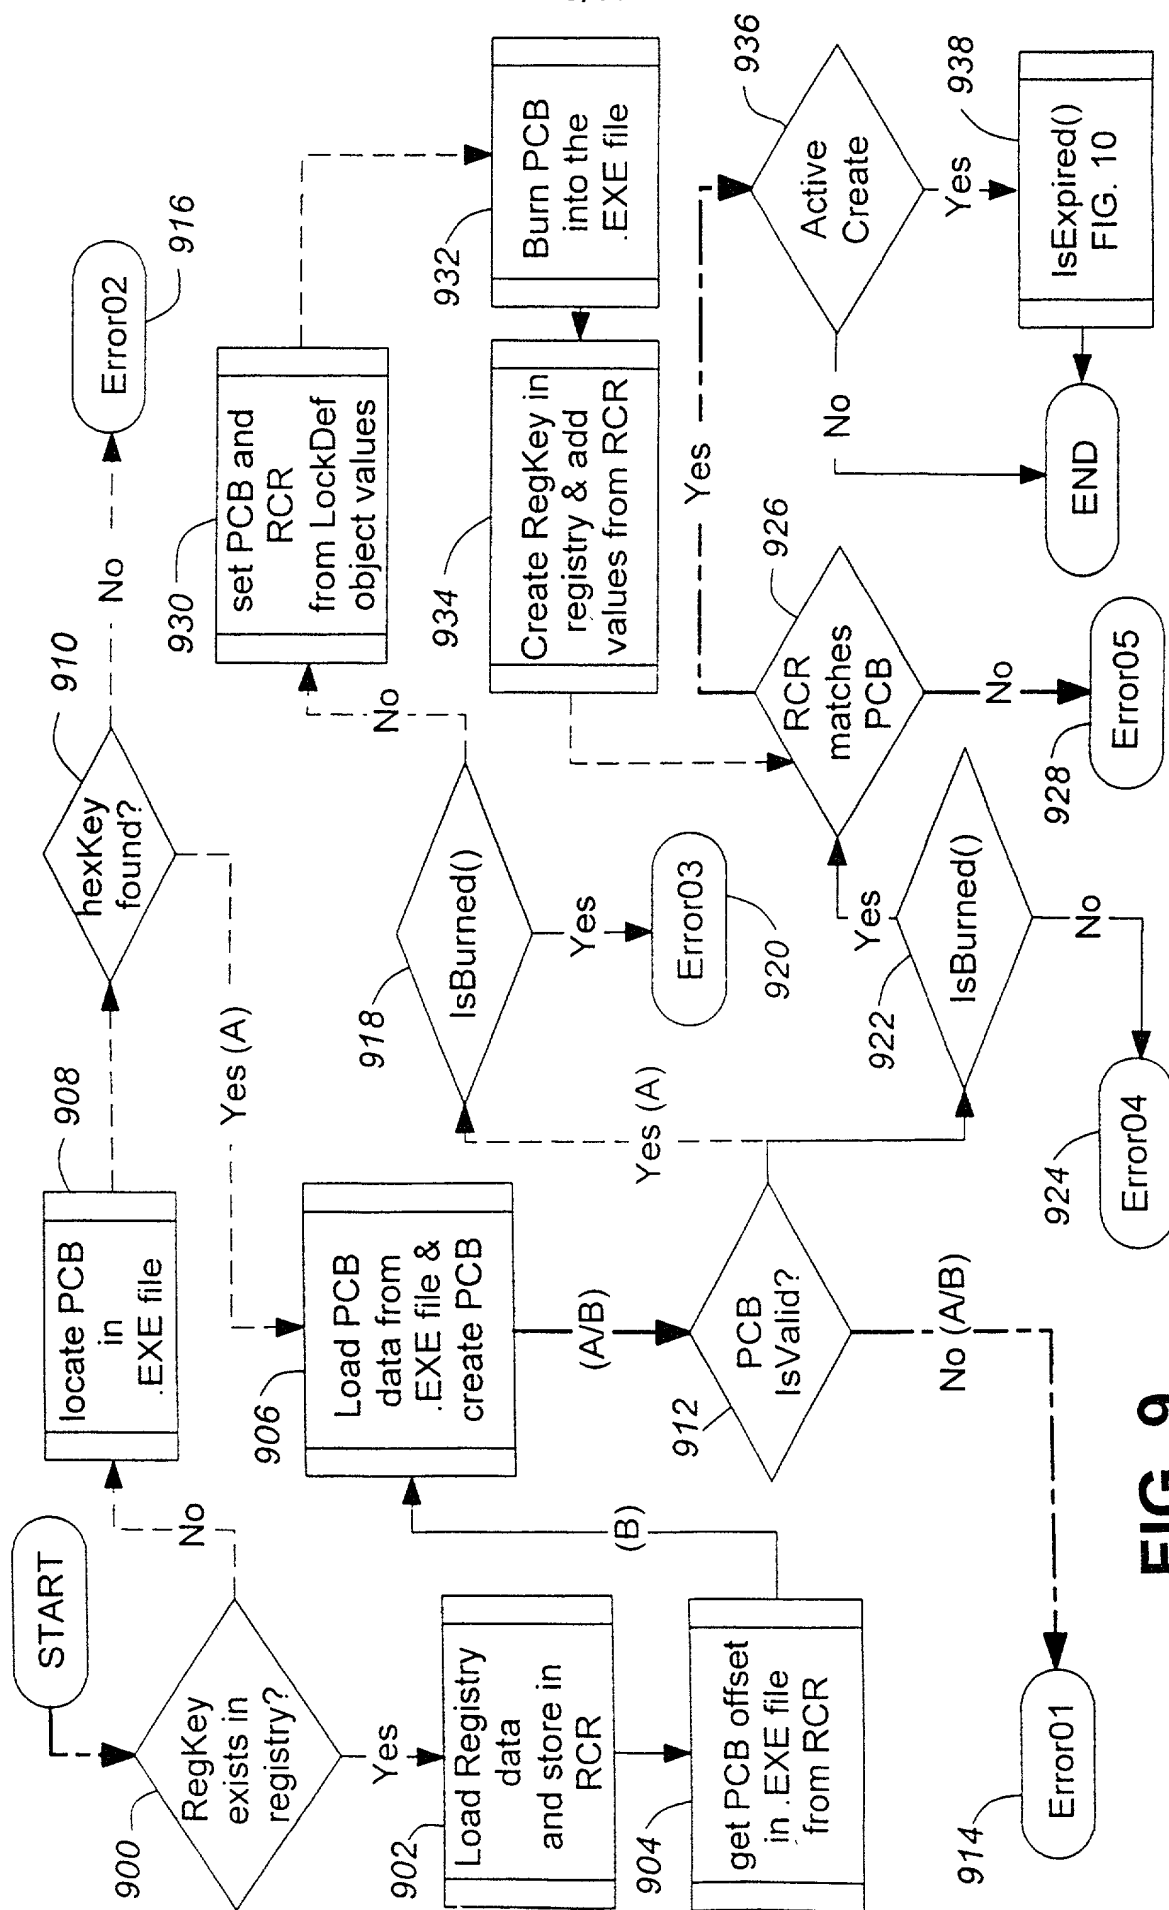 START
RegKey
exists in
registry?
900
No
Yes
locate PCB
in
.EXE file
908
hexKey
found?
910
No
Error02
916
Yes (A)
Load Registry
data
and store in
RCR
902
get PCB offset
in .EXE file
from RCR
904
(B)
Load PCB
data from
.EXE file &
create PCB
906
(A/B)
PCB
IsValid?
912
No (A/B)
Error01
914
Yes (A)
IsBurned()
918
Yes
Error03
920
No
set PCB and
RCR
from LockDef
object values
930
Burn PCB
into the
.EXE file
932
Create RegKey in
registry & add
values from RCR
934
IsBurned()
922
No
Error04
924
Yes
RCR
matches
PCB
926
No
Error05
928
Yes
Active
Create
936
No
END
Yes
IsExpired()
FIG. 10
938
FIG. 9